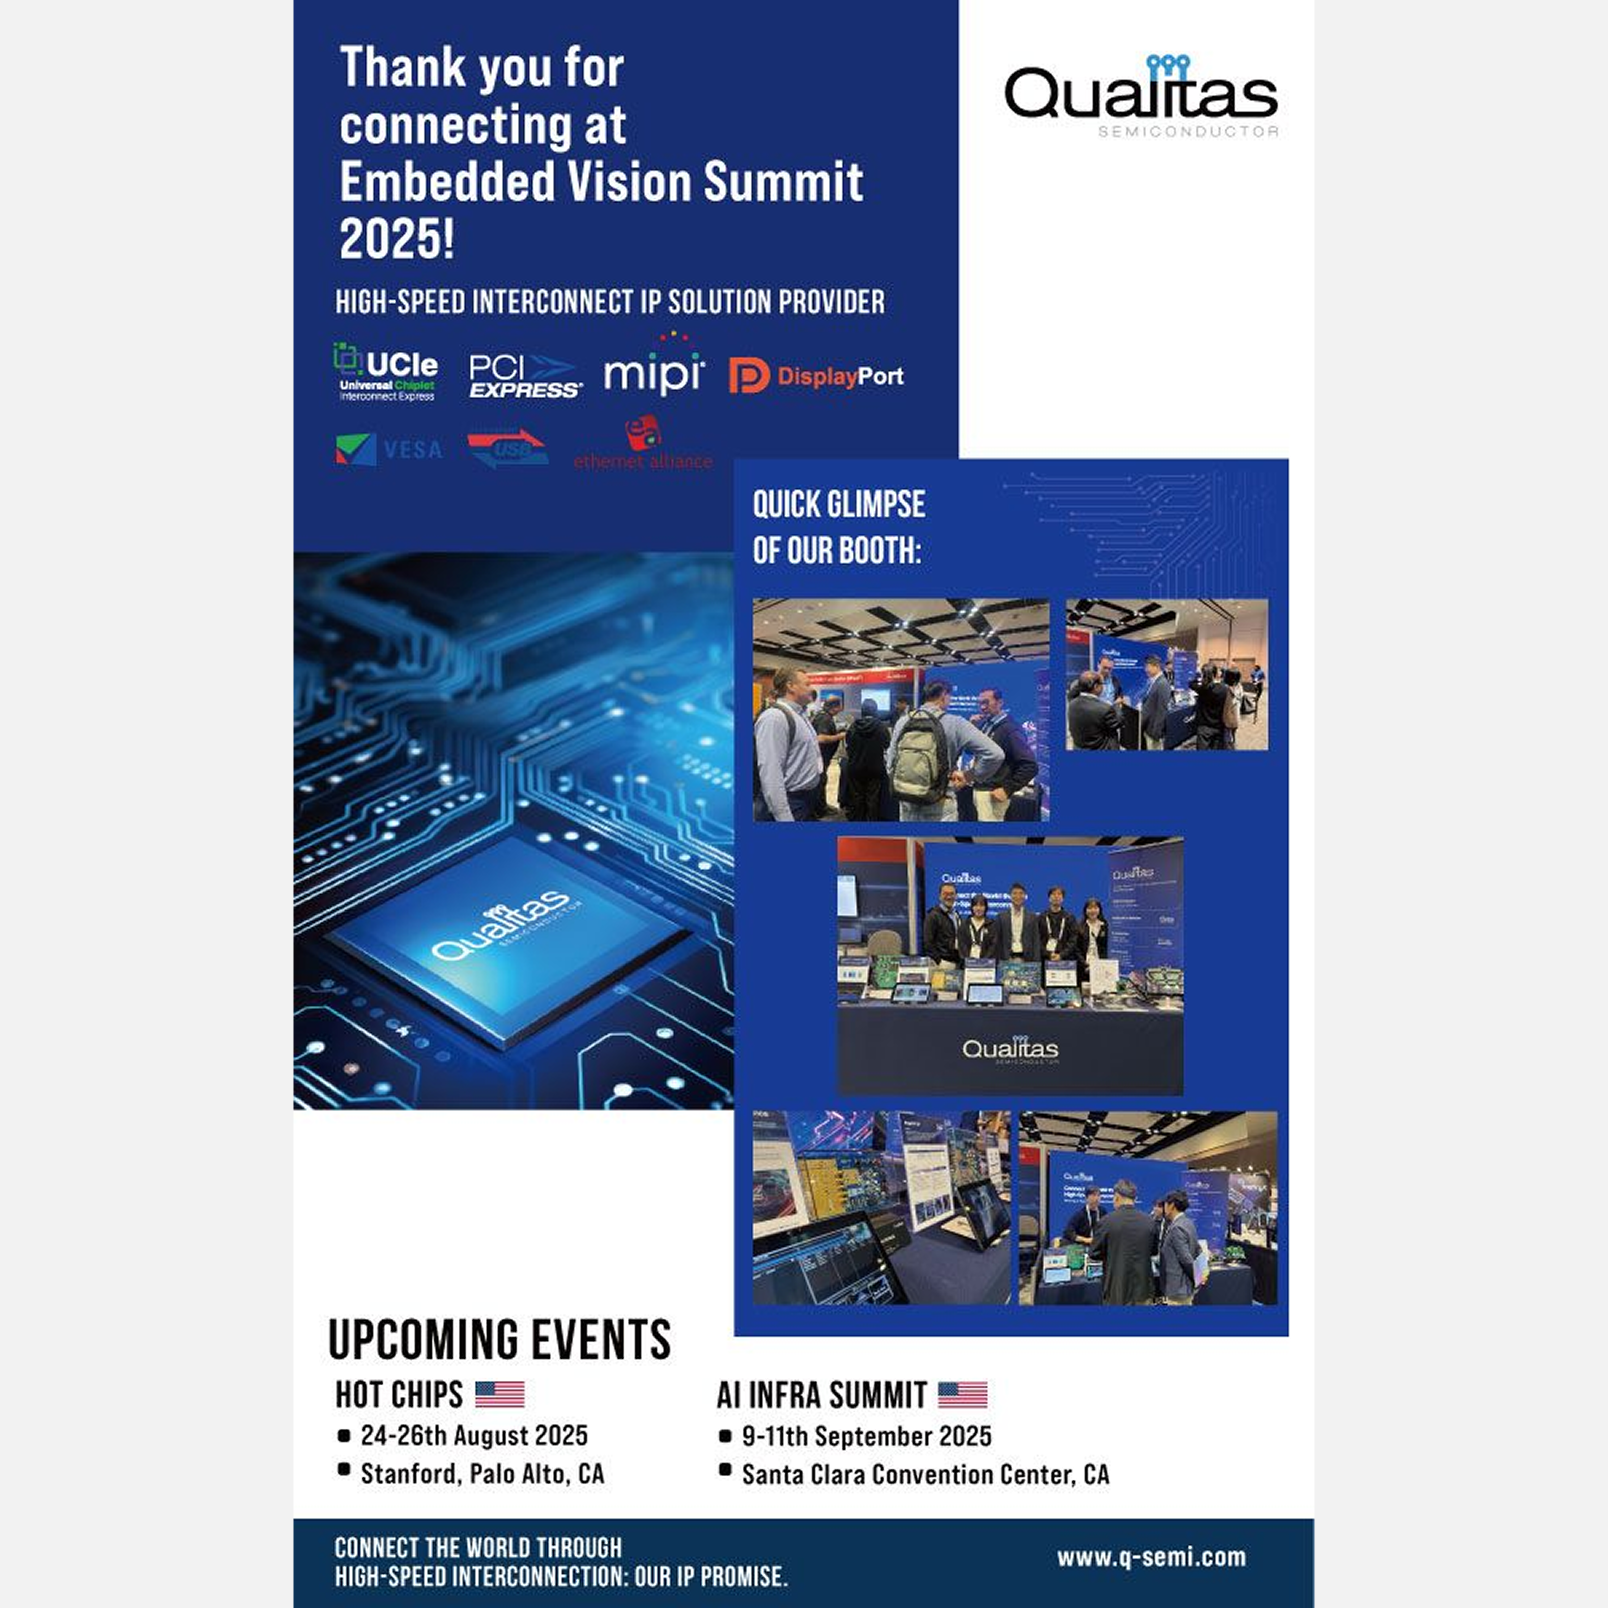 Thank you for
connecting at
Embedded Vision Summit
2025!
Qualitas
SEMICONDUCTOR
HIGH-SPEED INTERCONNECT IP SOLUTION PROVIDER
UCIe
Universal Chiplet
Interconnect Express
PCI
EXPRESS®
mipi®
DisplayPort
VESA
USB
ethernet alliance
QUICK GLIMPSE
OF OUR BOOTH:
Qualitas
SEMICONDUCTOR
Qualitas
Qualitas
Qualitas
SEMICONDUCTOR
Qualitas
Qualitas
UPCOMING EVENTS
HOT CHIPS
24-26th August 2025
Stanford, Palo Alto, CA
AI INFRA SUMMIT
9-11th September 2025
Santa Clara Convention Center, CA
CONNECT THE WORLD THROUGH
HIGH-SPEED INTERCONNECTION: OUR IP PROMISE.
www.q-semi.com